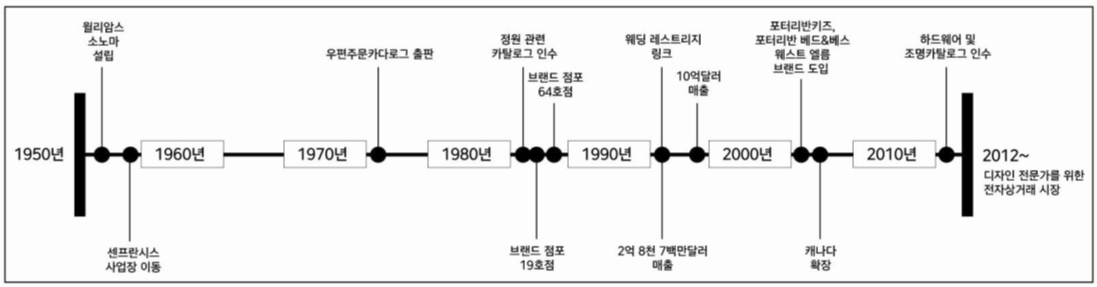 윌리암스
소노마
설립
우편주문카다로그 출판
정원 관련
카탈로그 인수
브랜드 점포
64호점
웨딩 레스트리지
링크
10억달러
매출
포터리반키즈,
포터리반 베드&베스
웨스트 엘름
브랜드 도입
하드웨어 및
조명카탈로그 인수
1950년
1960년
1970년
1980년
1990년
2000년
2010년
2012~
디자인 전문가를 위한
전자상거래 시장
센프란시스
사업장 이동
브랜드 점포
19호점
2억 8천 7백만달러
매출
캐나다
확장